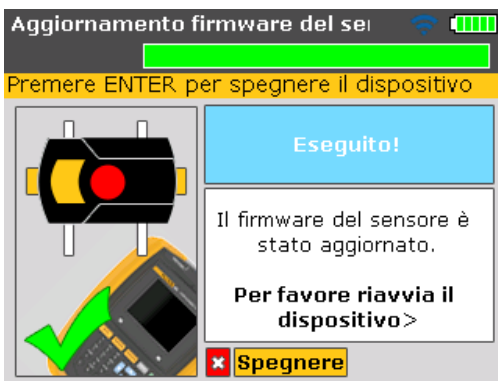 Aggiornamento firmware del se
Premere ENTER per spegnere il dispositivo
Eseguito!
Il firmware del sensore è
stato aggiornato.
Per favore riavvia il
dispositivo>
Spegnere